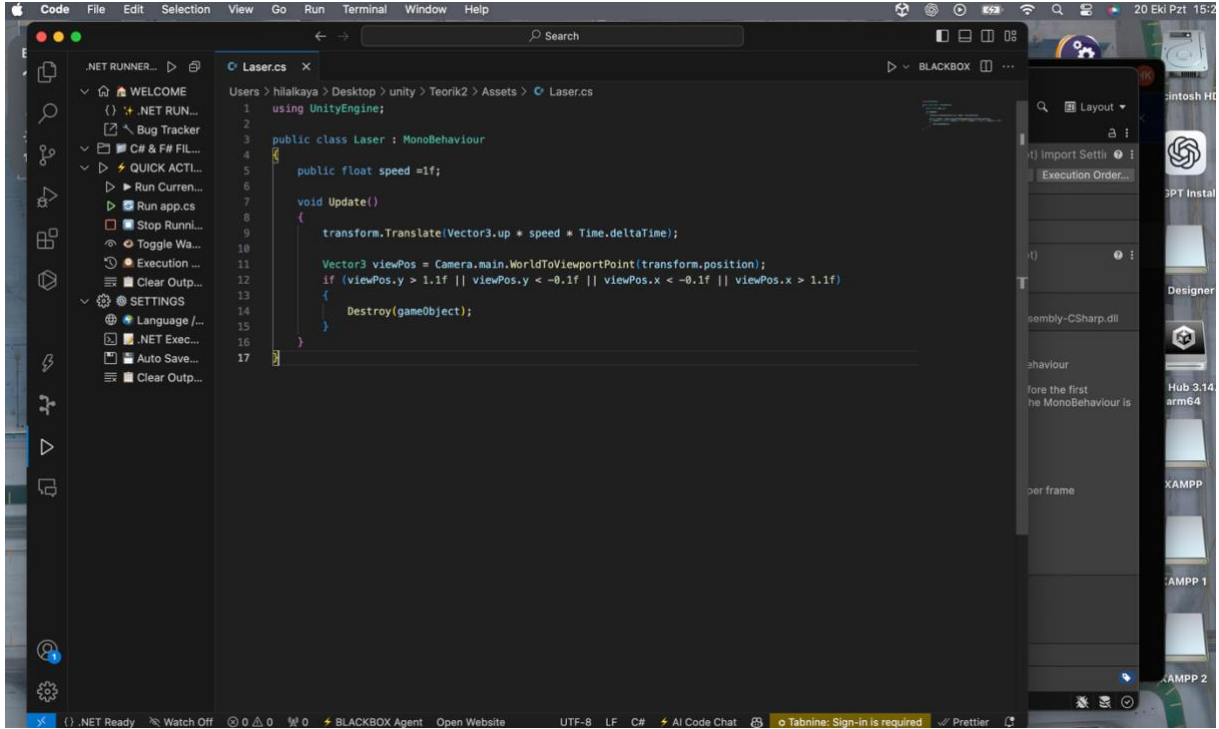 Code File Edit Selection View Go Run Terminal Window Help 20 Eki Pzt 15:2
Search
.NET RUNNER...
WELCOME
{} .NET RUN...
Bug Tracker
C# & F# FIL...
QUICK ACTI...
Run Curren...
Run app.cs
Stop Runni...
Toggle Wa...
Execution ...
Clear Outp...
SETTINGS
Language /...
.NET Exec...
Auto Save...
Clear Outp...
Laser.cs
BLACKBOX
Users > hilalkaya > Desktop > unity > Teorik2 > Assets > Laser.cs
1 using UnityEngine;
2
3 public class Laser : MonoBehaviour
4 {
5 public float speed =1f;
6
7 void Update()
8 {
9 transform.Translate(Vector3.up * speed * Time.deltaTime);
10
11 Vector3 viewPos = Camera.main.WorldToViewportPoint(transform.position);
12 if (viewPos.y > 1.1f || viewPos.y < -0.1f || viewPos.x < -0.1f || viewPos.x > 1.1f)
13 {
14 Destroy(gameObject);
15 }
16 }
17 }
{} .NET Ready Watch Off 0 0 0 BLACKBOX Agent Open Website UTF-8 LF C# AI Code Chat Tabnine: Sign-in is required Prettier
Layout
t) Import Settin
Execution Order...
sembly-CSharp.dll
ehaviour
fore the first
he MonoBehaviour is
per frame
cintosh HD
GPT Instal
Designer
Hub 3.14.
arm64
XAMPP
XAMPP 1
XAMPP 2